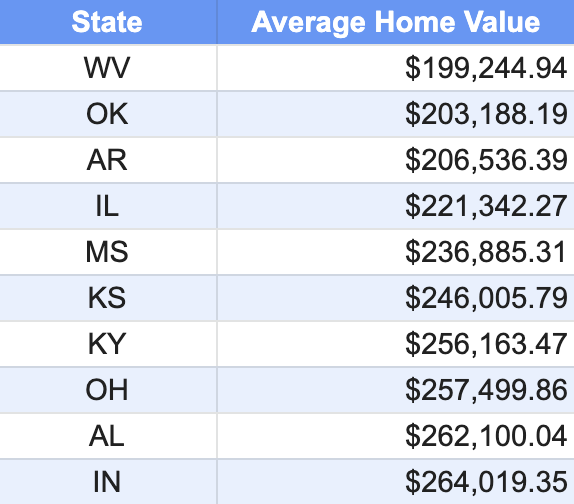 State Average Home Value
WV $199,244.94
OK $203,188.19
AR $206,536.39
IL $221,342.27
MS $236,885.31
KS $246,005.79
KY $256,163.47
OH $257,499.86
AL $262,100.04
IN $264,019.35